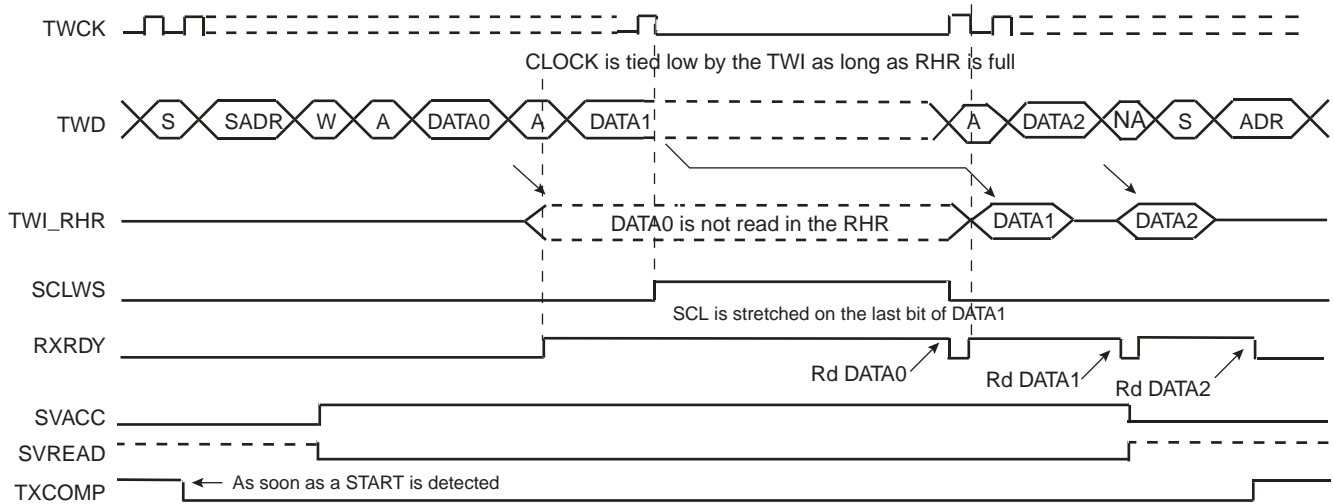 TWCK
CLOCK is tied low by the TWI as long as RHR is full
TWD S SADR W A DATA0 A DATA1 A DATA2 NA S ADR
TWI_RHR DATA0 is not read in the RHR DATA1 DATA2
SCLWS
SCL is stretched on the last bit of DATA1
RXRDY
Rd DATA0 Rd DATA1 Rd DATA2
SVACC
SVREAD
TXCOMP As soon as a START is detected